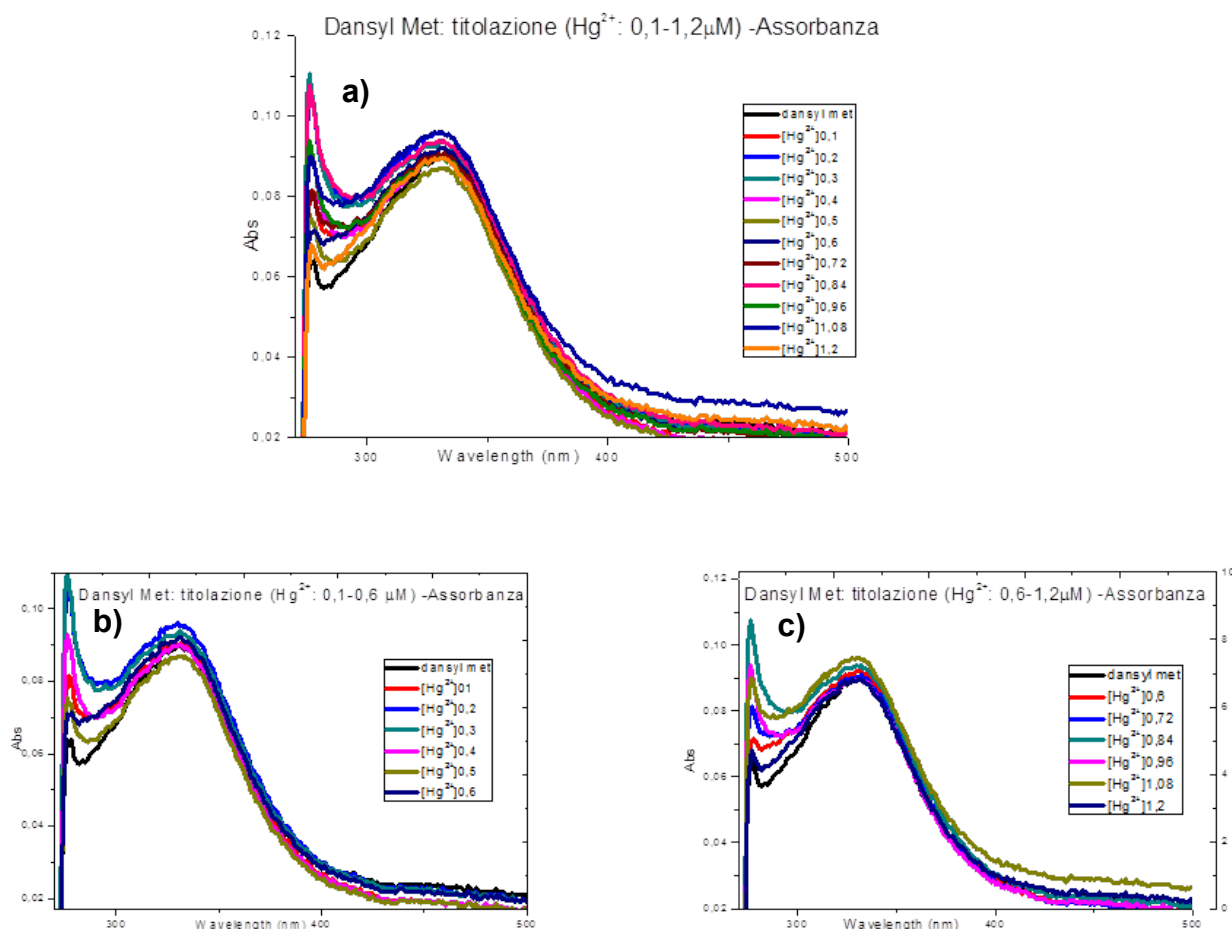 Dansyl Met: titolazione (Hg²⁺: 0,1-1,2μM) -Assorbanza
a)
0,12
0,10
0,08
0,06
0,04
0,02
Abs
300
400
500
Wavelength (nm)
dansyl met
[Hg²⁺]0,1
[Hg²⁺]0,2
[Hg²⁺]0,3
[Hg²⁺]0,4
[Hg²⁺]0,5
[Hg²⁺]0,6
[Hg²⁺]0,72
[Hg²⁺]0,84
[Hg²⁺]0,96
[Hg²⁺]1,08
[Hg²⁺]1,2
Dansyl Met: titolazione (Hg²⁺: 0,1-0,6 μM) -Assorbanza
b)
0,10
0,08
0,06
0,04
0,02
Abs
300
400
500
Wavelength (nm)
dansyl met
[Hg²⁺]01
[Hg²⁺]0,2
[Hg²⁺]0,3
[Hg²⁺]0,4
[Hg²⁺]0,5
[Hg²⁺]0,6
Dansyl Met: titolazione (Hg²⁺: 0,6-1,2μM) -Assorbanza
c)
0,12
0,10
0,08
0,06
0,04
0,02
Abs
300
400
500
Wavelength (nm)
10
8
6
4
2
0
dansyl met
[Hg²⁺]0,6
[Hg²⁺]0,72
[Hg²⁺]0,84
[Hg²⁺]0,96
[Hg²⁺]1,08
[Hg²⁺]1,2